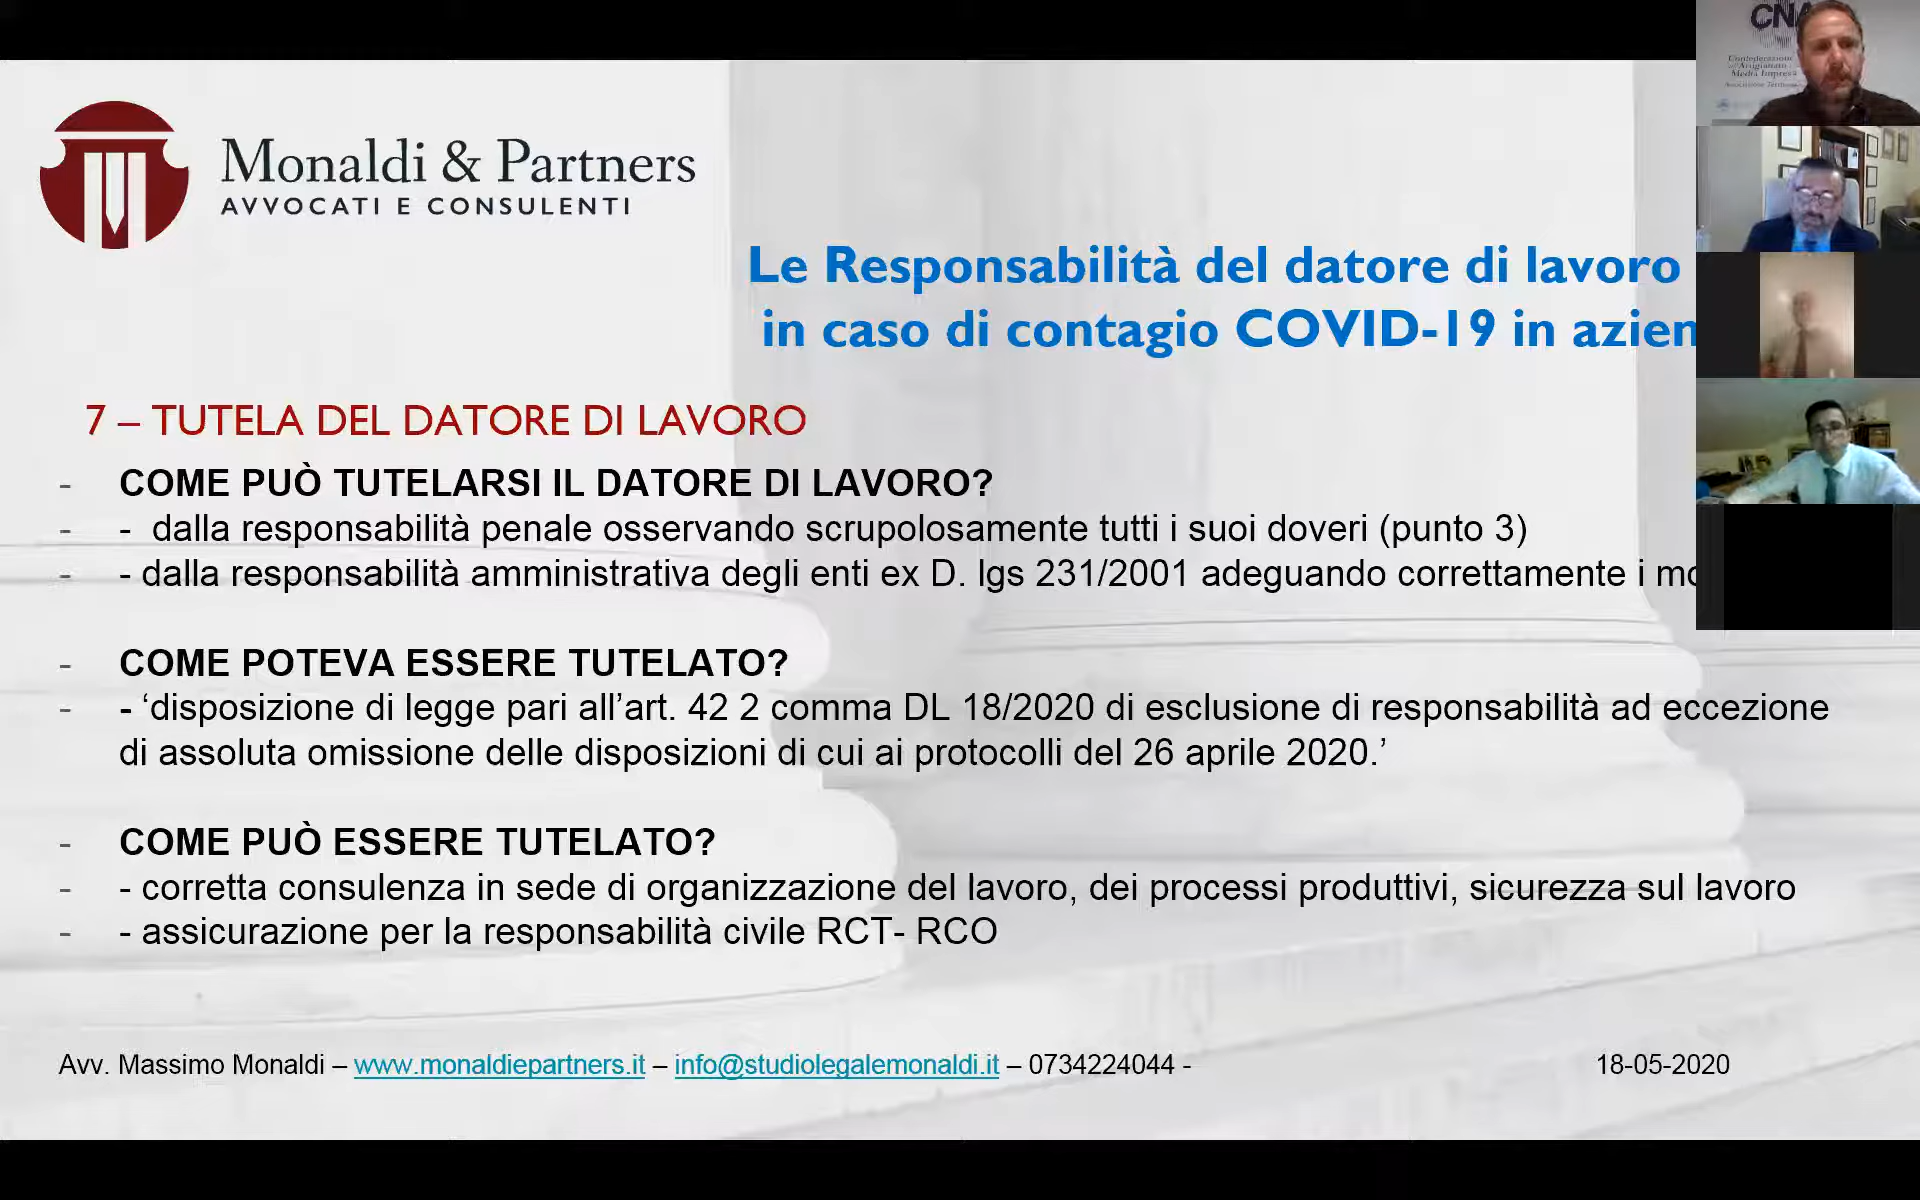 CNA
Confederazione
Artigianato
Media Impresa
Monaldi & Partners
AVVOCATI E CONSULENTI
Le Responsabilità del datore di lavoro
in caso di contagio COVID-19 in azien
7 – TUTELA DEL DATORE DI LAVORO
- COME PUÒ TUTELARSI IL DATORE DI LAVORO?
- - dalla responsabilità penale osservando scrupolosamente tutti i suoi doveri (punto 3)
- - dalla responsabilità amministrativa degli enti ex D. lgs 231/2001 adeguando correttamente i mo
- COME POTEVA ESSERE TUTELATO?
- - ‘disposizione di legge pari all’art. 42 2 comma DL 18/2020 di esclusione di responsabilità ad eccezione
di assoluta omissione delle disposizioni di cui ai protocolli del 26 aprile 2020.’
- COME PUÒ ESSERE TUTELATO?
- - corretta consulenza in sede di organizzazione del lavoro, dei processi produttivi, sicurezza sul lavoro
- - assicurazione per la responsabilità civile RCT- RCO
Avv. Massimo Monaldi – www.monaldiepartners.it – info@studiolegalemonaldi.it – 0734224044 -
18-05-2020